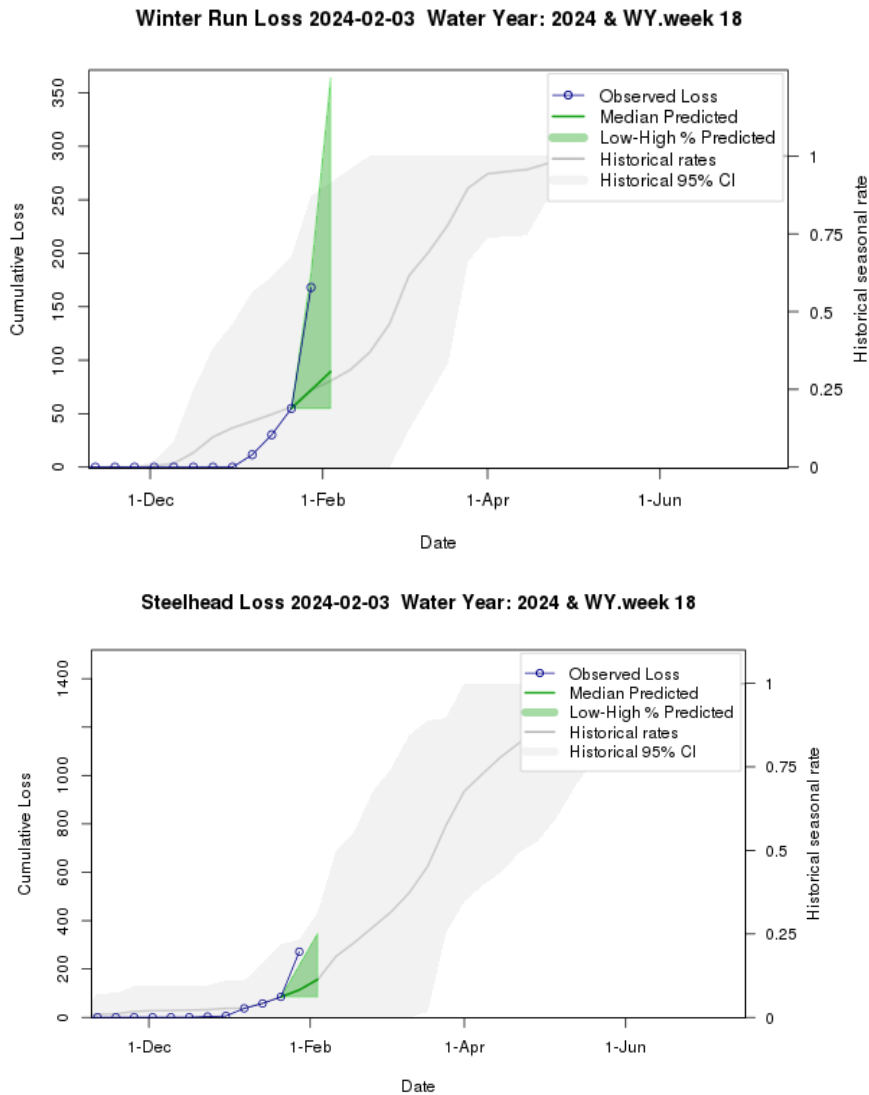 Winter Run Loss 2024-02-03 Water Year: 2024 & WY.week 18
Observed Loss
Median Predicted
Low-High % Predicted
Historical rates
Historical 95% CI
Cumulative Loss
350
300
250
200
150
100
50
0
1
0.75
0.5
0.25
0
Historical seasonal rate
1-Dec
1-Feb
1-Apr
1-Jun
Date
Steelhead Loss 2024-02-03 Water Year: 2024 & WY.week 18
Observed Loss
Median Predicted
Low-High % Predicted
Historical rates
Historical 95% CI
Cumulative Loss
1400
1000
800
600
400
200
0
1
0.75
0.5
0.25
0
Historical seasonal rate
1-Dec
1-Feb
1-Apr
1-Jun
Date